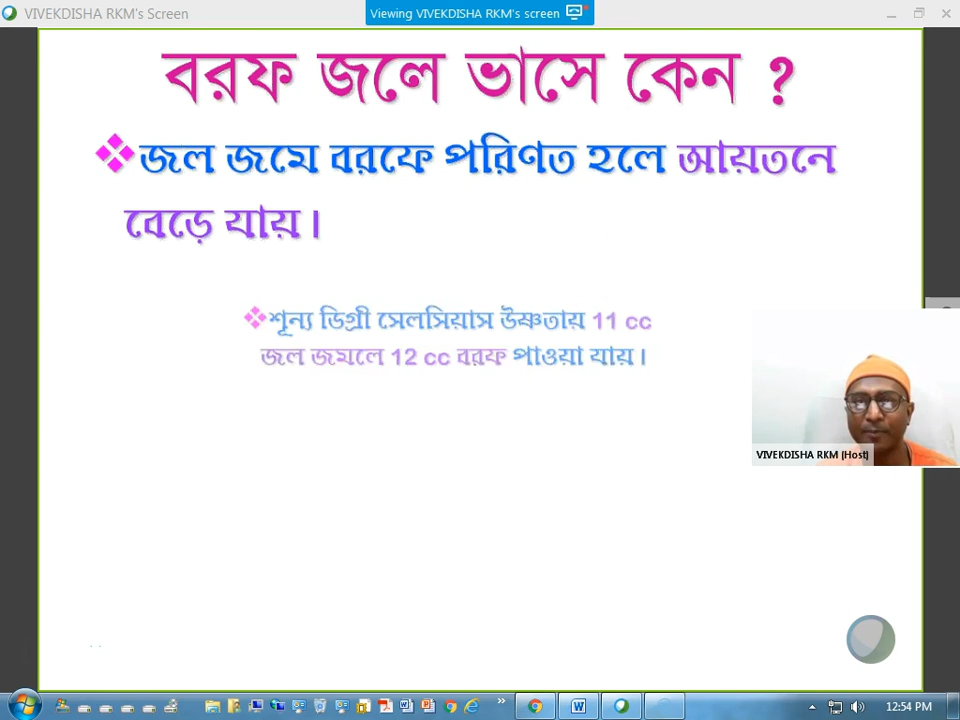 VIVEKDISHA RKM's Screen
Viewing VIVEKDISHA RKM's screen
বরফ জলে ভাসে কেন ?
জল জমে বরফে পরিণত হলে আয়তনে
বেড়ে যায়।
শূন্য ডিগ্রী সেলসিয়াস উষ্ণতায় 11 cc
জল জমলে 12 cc বরফ পাওয়া যায়।
VIVEKDISHA RKM (Host)
12:54 PM